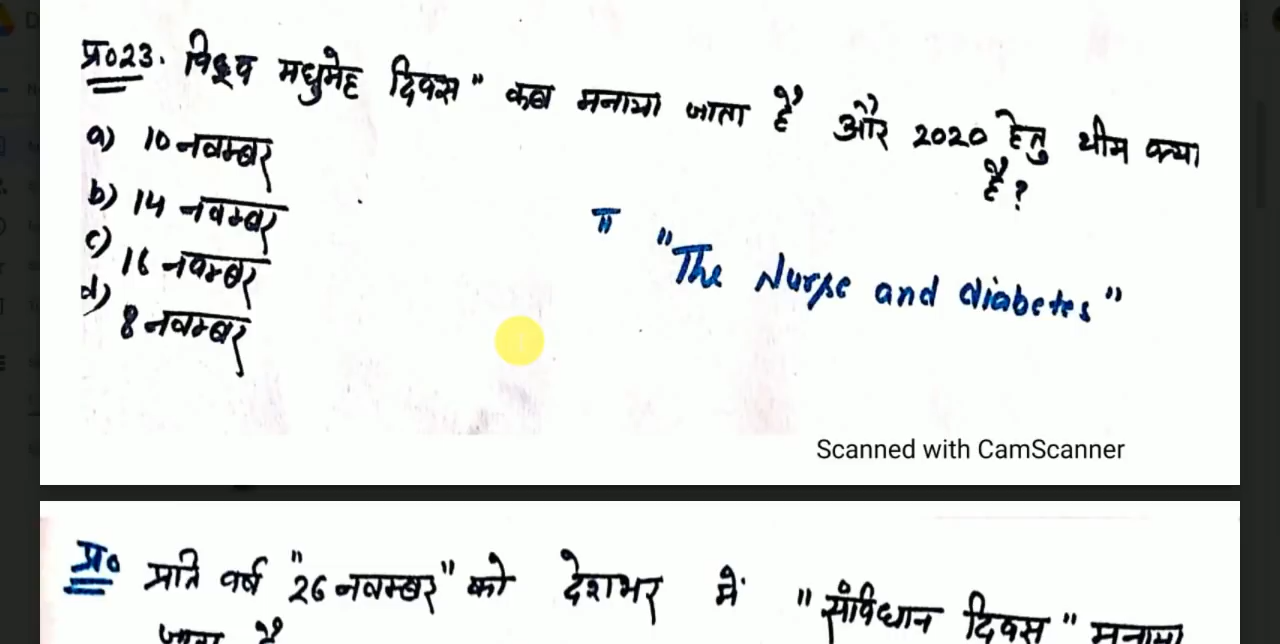 प्र०23. विश्व मधुमेह दिवस" कब मनाया जाता है और 2020 हेतु थीम क्या है?
a) 10 नवम्बर
b) 14 नवम्बर
c) 16 नवम्बर
d) 8 नवम्बर
"The Nurse and diabetes"
Scanned with CamScanner
प्र० प्रति वर्ष "26 नवम्बर" को देशभर में "संविधान दिवस" मनाया
जाता है